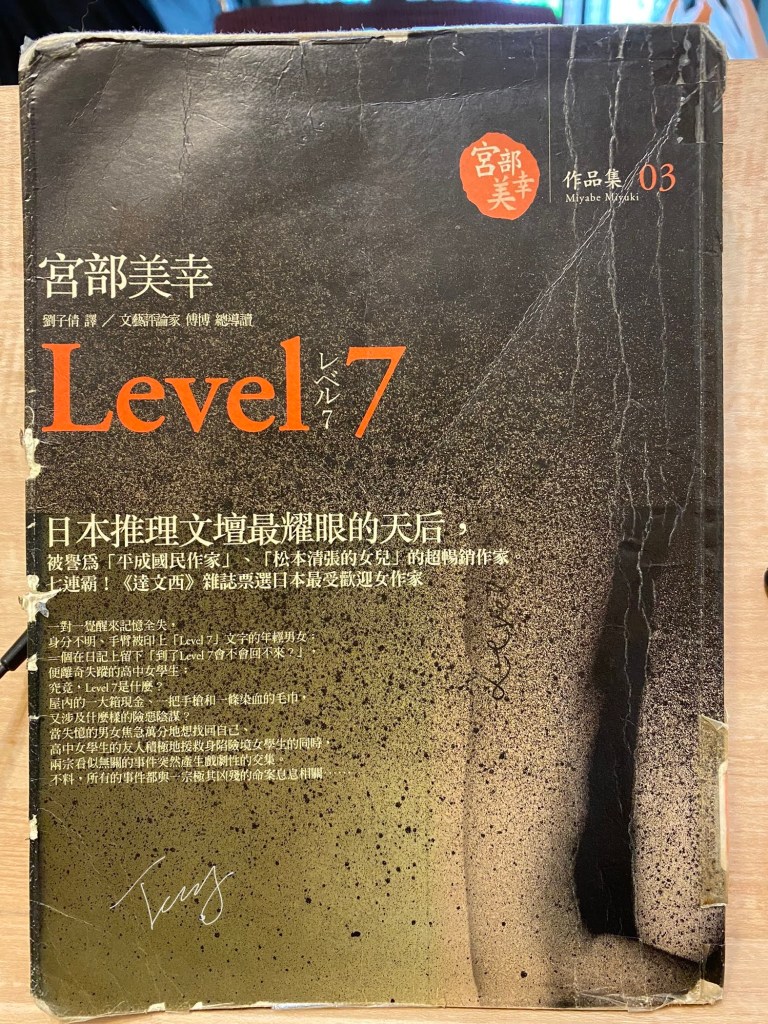 宮部美幸
作品集 03
Miyabe Miyuki
宮部美幸
劉子倩 譯／文藝評論家 傅博 總導讀
Level 7
レベル7
日本推理文壇最耀眼的天后，
被譽為「平成國民作家」、「松本清張的女兒」的超暢銷作家
七連霸！《達文西》雜誌票選日本最受歡迎女作家
一對一覺醒來記憶全失，
身分不明、手臂被印上「Level 7」文字的年輕男女；
一個在日記上留下「到了Level 7會不會回不來？」，
便離奇失蹤的高中女學生；
究竟，Level 7是什麼？
屋內的一大箱現金、一把手槍和一條染血的毛巾，
又涉及什麼樣的險惡陰謀？
當失憶的男女焦急萬分地想找回自己、
高中女學生的友人積極地援救身陷險境女學生的同時，
兩宗看似無關的事件突然產生戲劇性的交集。
不料，所有的事件都與一宗極其凶殘的命案息息相關……